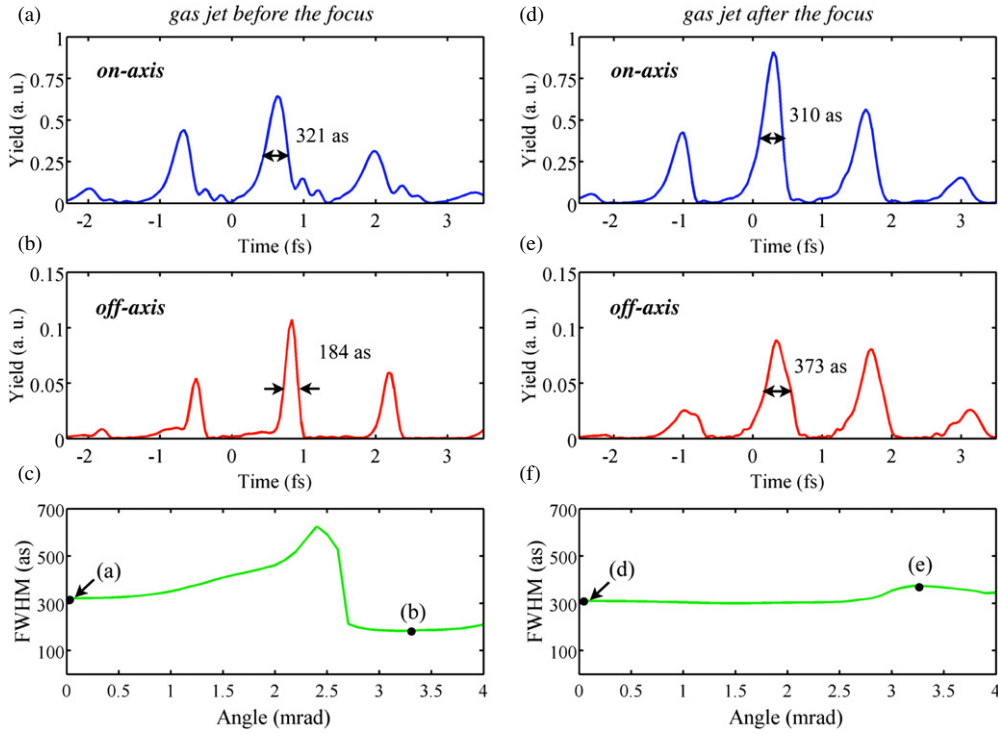 (a) gas jet before the focus
1
on-axis
0.75
321 as
0.5
0.25
0
Yield (a. u.)
-2 -1 0 1 2 3
Time (fs)
(b)
0.15
off-axis
0.1
184 as
0.05
0
Yield (a. u.)
-2 -1 0 1 2 3
Time (fs)
(c)
700
500
(a)
300
(b)
100
FWHM (as)
0 0.5 1 1.5 2 2.5 3 3.5 4
Angle (mrad)
(d) gas jet after the focus
1
on-axis
0.75
310 as
0.5
0.25
0
Yield (a. u.)
-2 -1 0 1 2 3
Time (fs)
(e)
0.15
off-axis
0.1
373 as
0.05
0
Yield (a. u.)
-2 -1 0 1 2 3
Time (fs)
(f)
700
500
(d)
(e)
300
100
FWHM (as)
0 0.5 1 1.5 2 2.5 3 3.5 4
Angle (mrad)